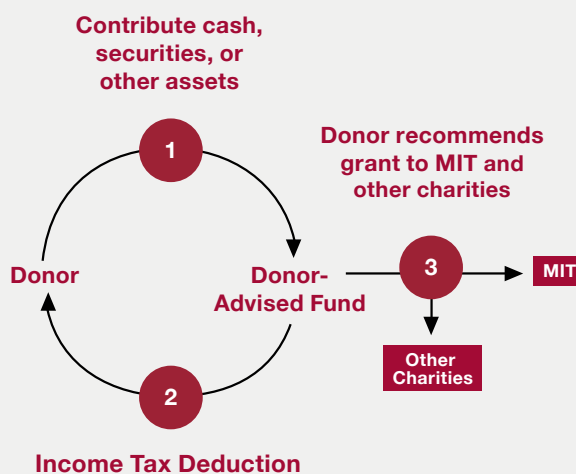 Contribute cash,
securities, or
other assets
1
Donor recommends
grant to MIT and
other charities
Donor
Donor-
Advised Fund
3
MIT
Other
Charities
2
Income Tax Deduction